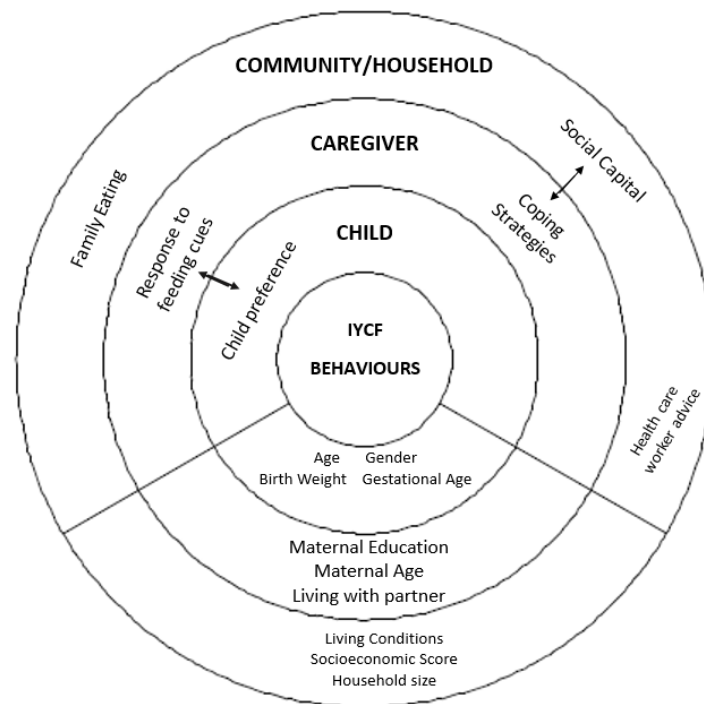 COMMUNITY/HOUSEHOLD
CAREGIVER
CHILD
IYCF
BEHAVIOURS
Family Eating
Response to
feeding cues
Child preference
Social Capital
Coping
Strategies
Health care
worker advice
Age Gender
Birth Weight Gestational Age
Maternal Education
Maternal Age
Living with partner
Living Conditions
Socioeconomic Score
Household size